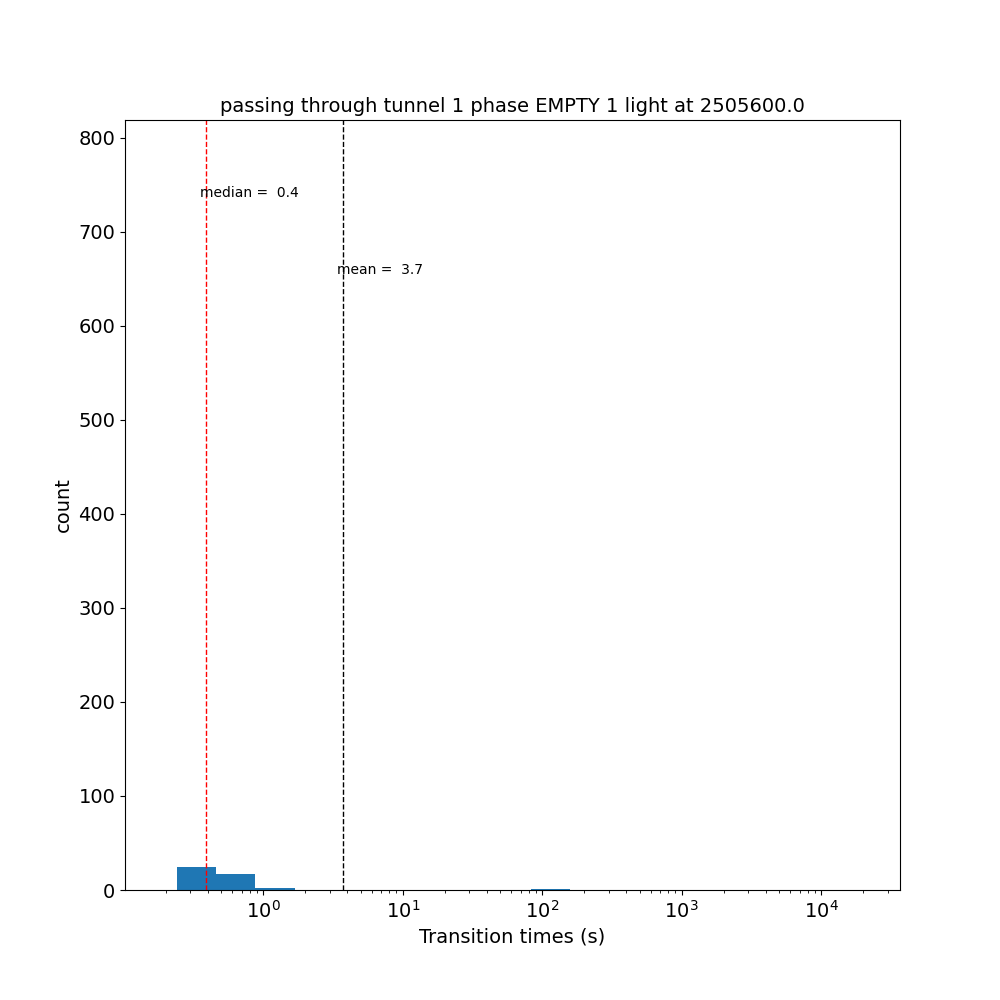 passing through tunnel 1 phase EMPTY 1 light at 2505600.0
800
median =  0.4
700
mean =  3.7
600
500
400
300
200
100
0
count
10^0 10^1 10^2 10^3 10^4
Transition times (s)